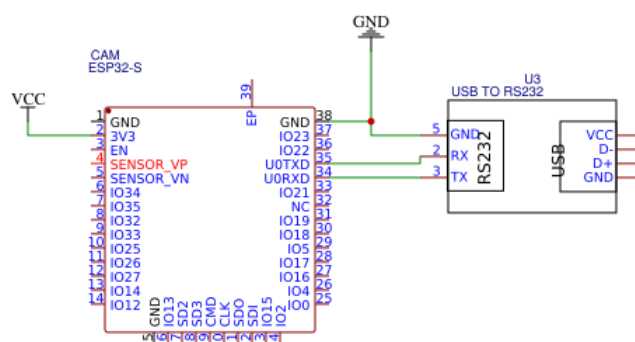 GND
CAM
ESP32-S
VCC
39
EP
U3
USB TO RS232
1 GND
2 3V3
3 EN
4 SENSOR_VP
5 SENSOR_VN
6 IO34
7 IO35
8 IO32
9 IO33
10 IO25
11 IO26
12 IO27
13 IO14
14 IO12
GND 38
IO23 37
IO22 36
U0TXD 35
U0RXD 34
IO21 33
NC 32
IO19 31
IO18 30
IO5 29
IO17 28
IO16 27
IO4 26
IO0 25
GND
IO13
SD2
SD3
CMD
CLK
SDO
SDI
IO15
IO2
5 GND
2 RX
3 TX
RS232
USB
VCC
D-
D+
GND